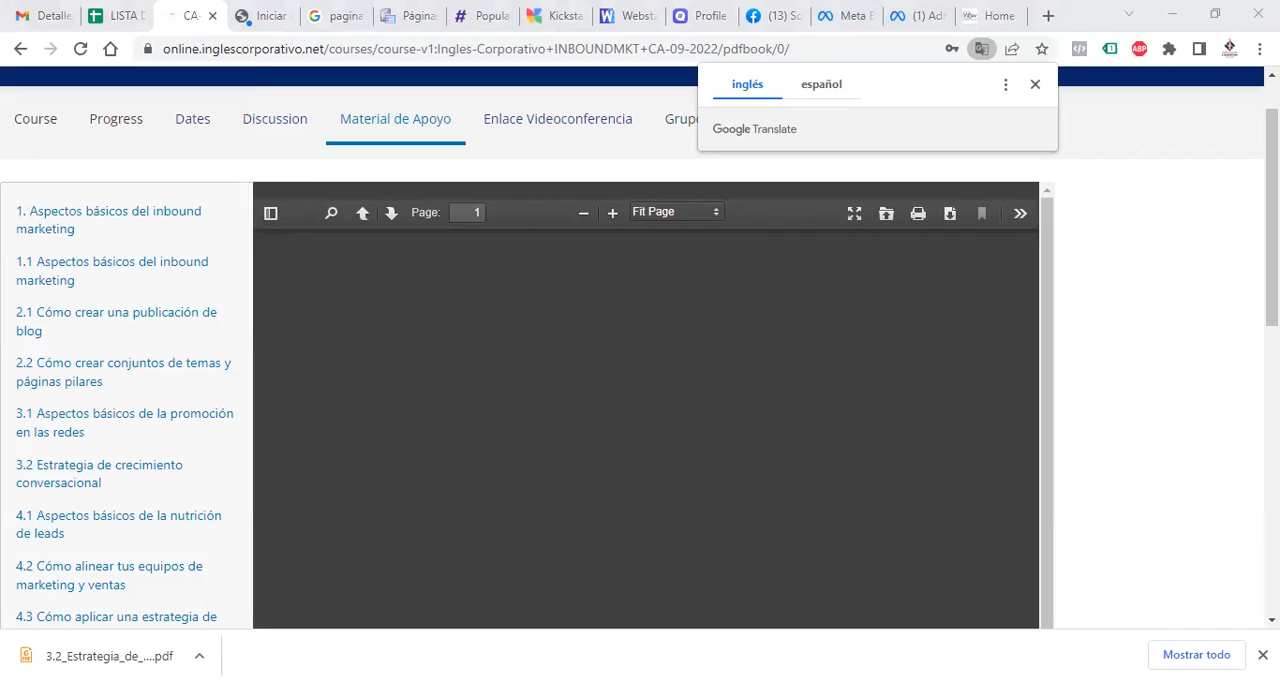 Detalle
LISTA D
CA-
Iniciar
pagina
Página
Popula
Kicksta
Websta
Profile
(13) So
Meta B
(1) Adr
Home
online.inglescorporativo.net/courses/course-v1:Ingles-Corporativo+INBOUNDMKT+CA-09-2022/pdfbook/0/
ABP
inglés español
Google Translate
Course Progress Dates Discussion Material de Apoyo Enlace Videoconferencia Grupo
1. Aspectos básicos del inbound
marketing
1.1 Aspectos básicos del inbound
marketing
2.1 Cómo crear una publicación de
blog
2.2 Cómo crear conjuntos de temas y
páginas pilares
3.1 Aspectos básicos de la promoción
en las redes
3.2 Estrategia de crecimiento
conversacional
4.1 Aspectos básicos de la nutrición
de leads
4.2 Cómo alinear tus equipos de
marketing y ventas
4.3 Cómo aplicar una estrategia de
Page: 1 Fit Page
3.2_Estrategia_de_....pdf
Mostrar todo